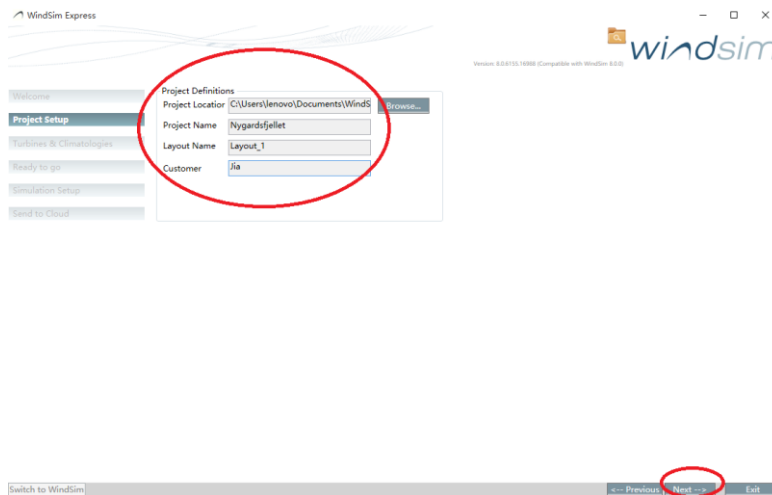 WindSim Express
windsim
Version: 8.0.6155.16988 (Compatible with WindSim 8.0.0)
Welcome
Project Setup
Turbines & Climatologies
Ready to go
Simulation Setup
Send to Cloud
Project Definitions
Project Location C:\Users\lenovo\Documents\WindS Browse...
Project Name Nygardsfjellet
Layout Name Layout_1
Customer Jia
Switch to WindSim
<-- Previous Next --> Exit